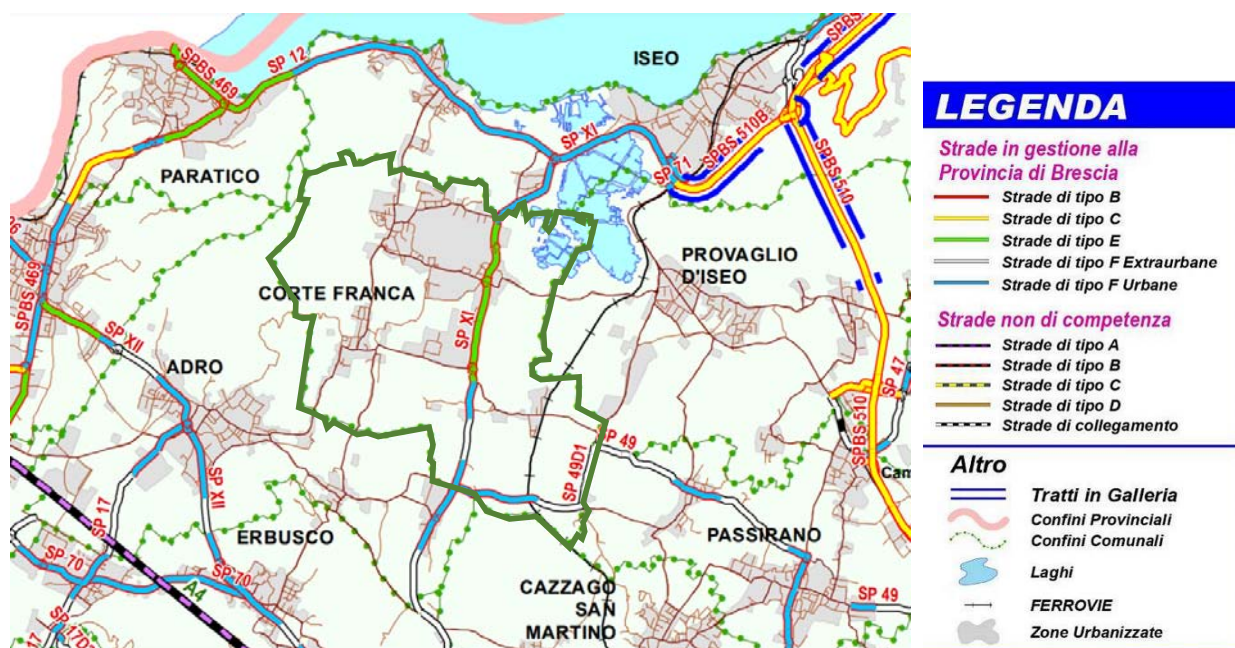 ISEO
SPBS 469
SP 12
SP XI
SP 71
SPBS 510B
SPBS 510
PARATICO
PROVAGLIO
D'ISEO
CORTE FRANCA
SPBS 469
SP XII
SP XI
ADRO
SP 47
SP 49
SPBS 510
SP 49D1
Cam
SP XII
SP 17
ERBUSCO
PASSIRANO
SP 70
SP 70
A4
CAZZAGO
SAN
MARTINO
SP 49
SP 17D
17
LEGENDA
Strade in gestione alla
Provincia di Brescia
Strade di tipo B
Strade di tipo C
Strade di tipo E
Strade di tipo F Extraurbane
Strade di tipo F Urbane
Strade non di competenza
Strade di tipo A
Strade di tipo B
Strade di tipo C
Strade di tipo D
Strade di collegamento
Altro
Tratti in Galleria
Confini Provinciali
Confini Comunali
Laghi
FERROVIE
Zone Urbanizzate